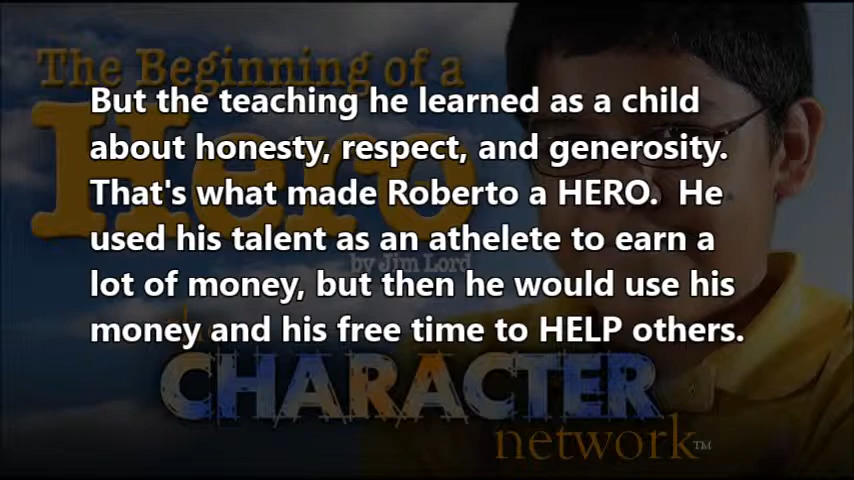 The Beginning of a
Hero
by Jim Lord
But the teaching he learned as a child
about honesty, respect, and generosity.
That's what made Roberto a HERO.  He
used his talent as an athelete to earn a
lot of money, but then he would use his
money and his free time to HELP others.
CHARACTER
network™